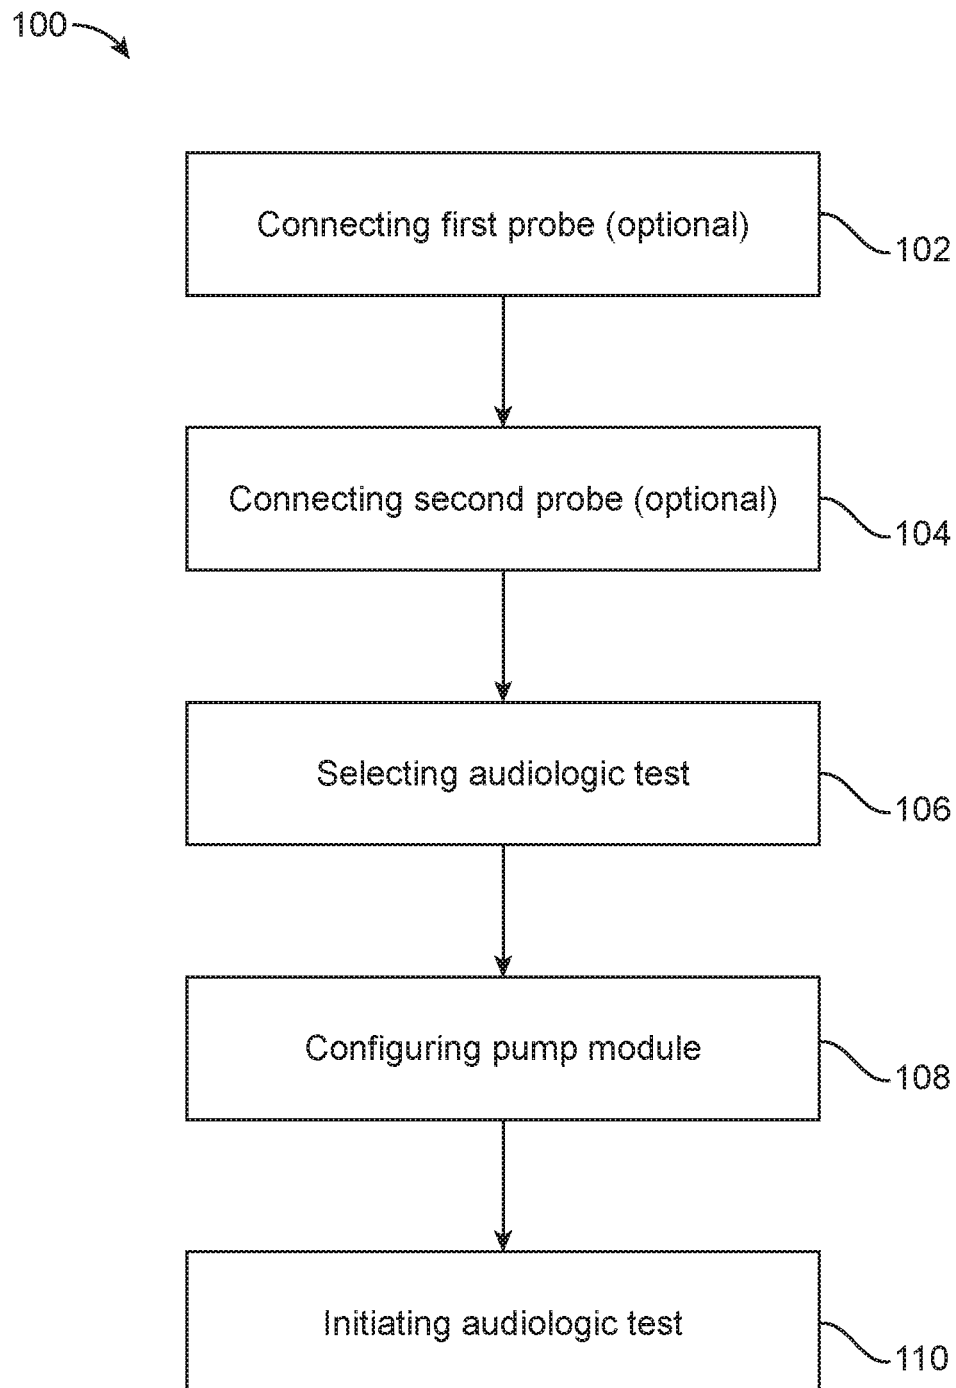 100
Connecting first probe (optional)
102
Connecting second probe (optional)
104
Selecting audiologic test
106
Configuring pump module
108
Initiating audiologic test
110